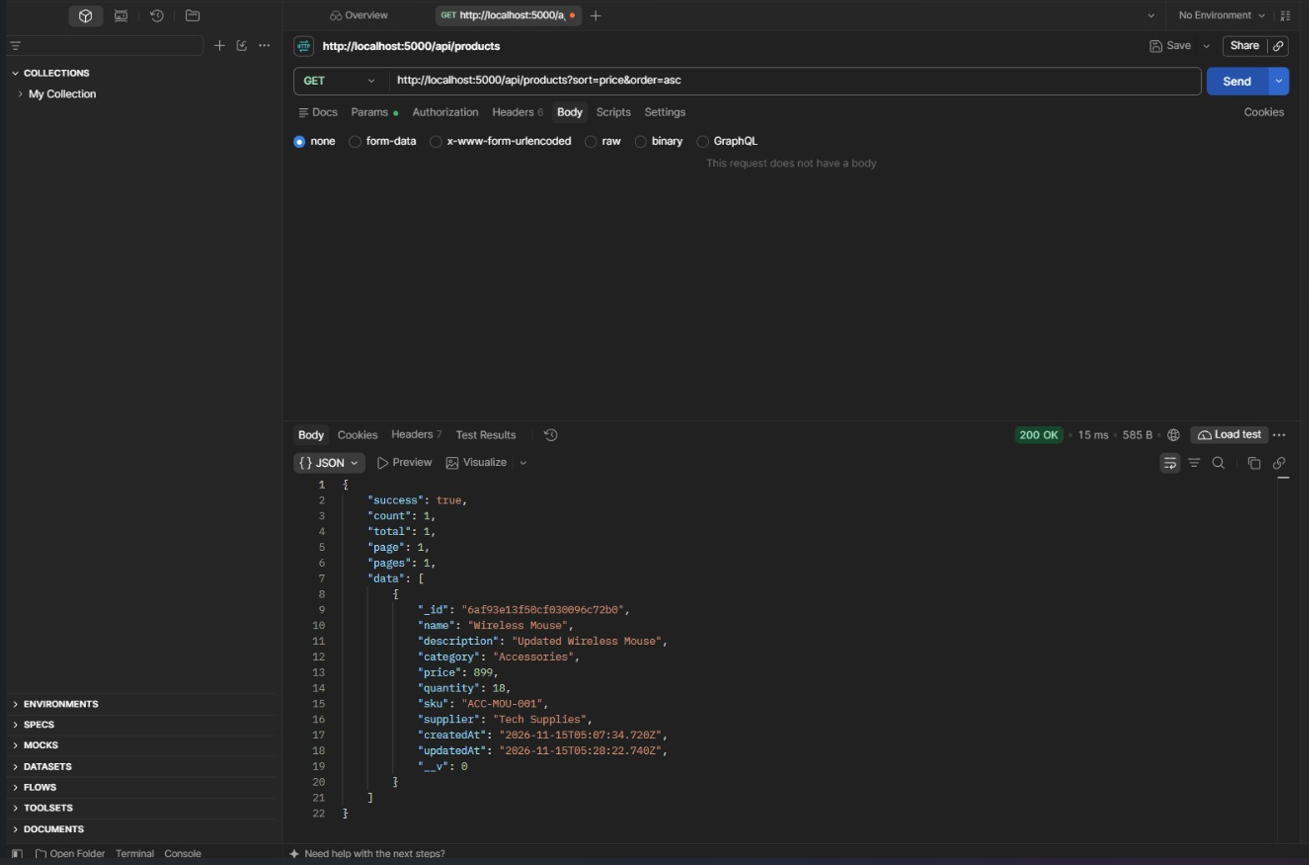 Overview
GET http://localhost:5000/a
No Environment
http://localhost:5000/api/products
Save
Share
COLLECTIONS
My Collection
GET
http://localhost:5000/api/products?sort=price&order=asc
Send
Docs Params Authorization Headers 6 Body Scripts Settings Cookies
none form-data x-www-form-urlencoded raw binary GraphQL
This request does not have a body
Body Cookies Headers 7 Test Results
200 OK 15 ms 585 B Load test
{ } JSON Preview Visualize
1 {
2 "success": true,
3 "count": 1,
4 "total": 1,
5 "page": 1,
6 "pages": 1,
7 "data": [
8 {
9 "_id": "6af93e13f50cf030096c72b0",
10 "name": "Wireless Mouse",
11 "description": "Updated Wireless Mouse",
12 "category": "Accessories",
13 "price": 899,
14 "quantity": 18,
15 "sku": "ACC-MOU-001",
16 "supplier": "Tech Supplies",
17 "createdAt": "2026-11-15T05:07:34.720Z",
18 "updatedAt": "2026-11-15T05:28:22.740Z",
19 "__v": 0
20 }
21 ]
22 }
ENVIRONMENTS
SPECS
MOCKS
DATASETS
FLOWS
TOOLSETS
DOCUMENTS
Open Folder Terminal Console
Need help with the next steps?